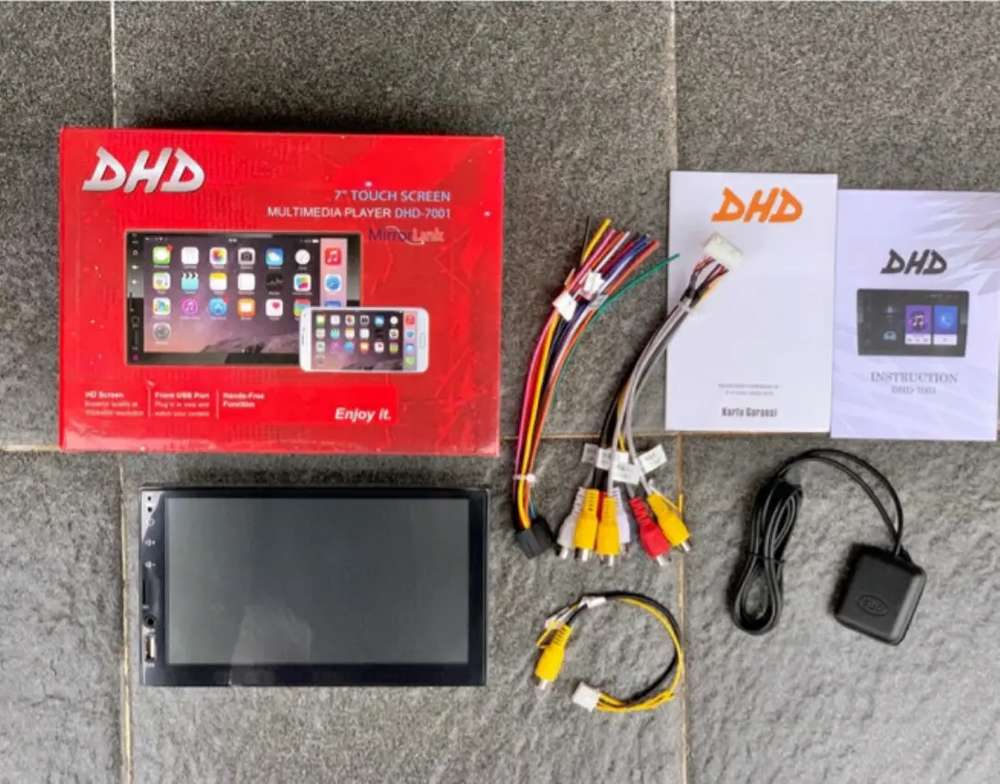 DHD
7" TOUCH SCREEN
MULTIMEDIA PLAYER DHD-7001
MirrorLink
HD Screen
Front USB Port
Hands-Free
Function
Enjoy it.
DHD
Kartu Garansi
DHD
INSTRUCTION
DHD-7001